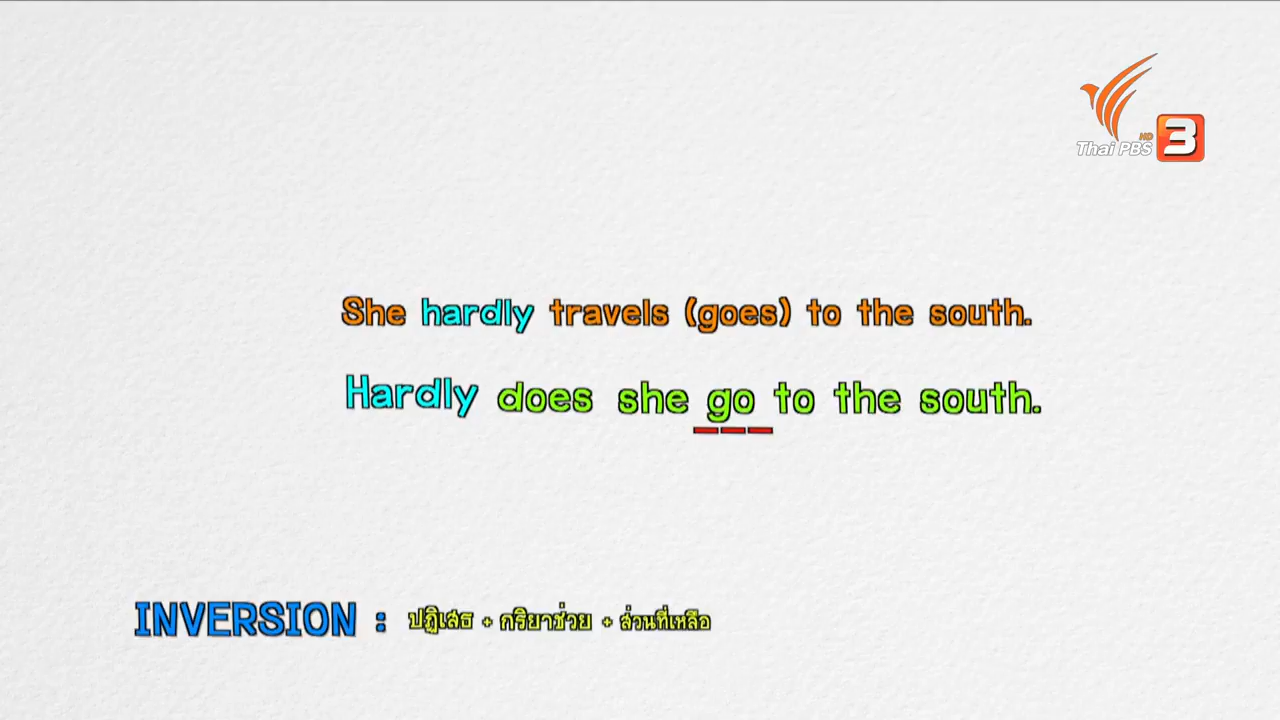 HD
Thai PBS 3
She hardly travels (goes) to the south.
Hardly does she go to the south.
INVERSION : ปฏิเสธ + กริยาช่วย + ส่วนที่เหลือ